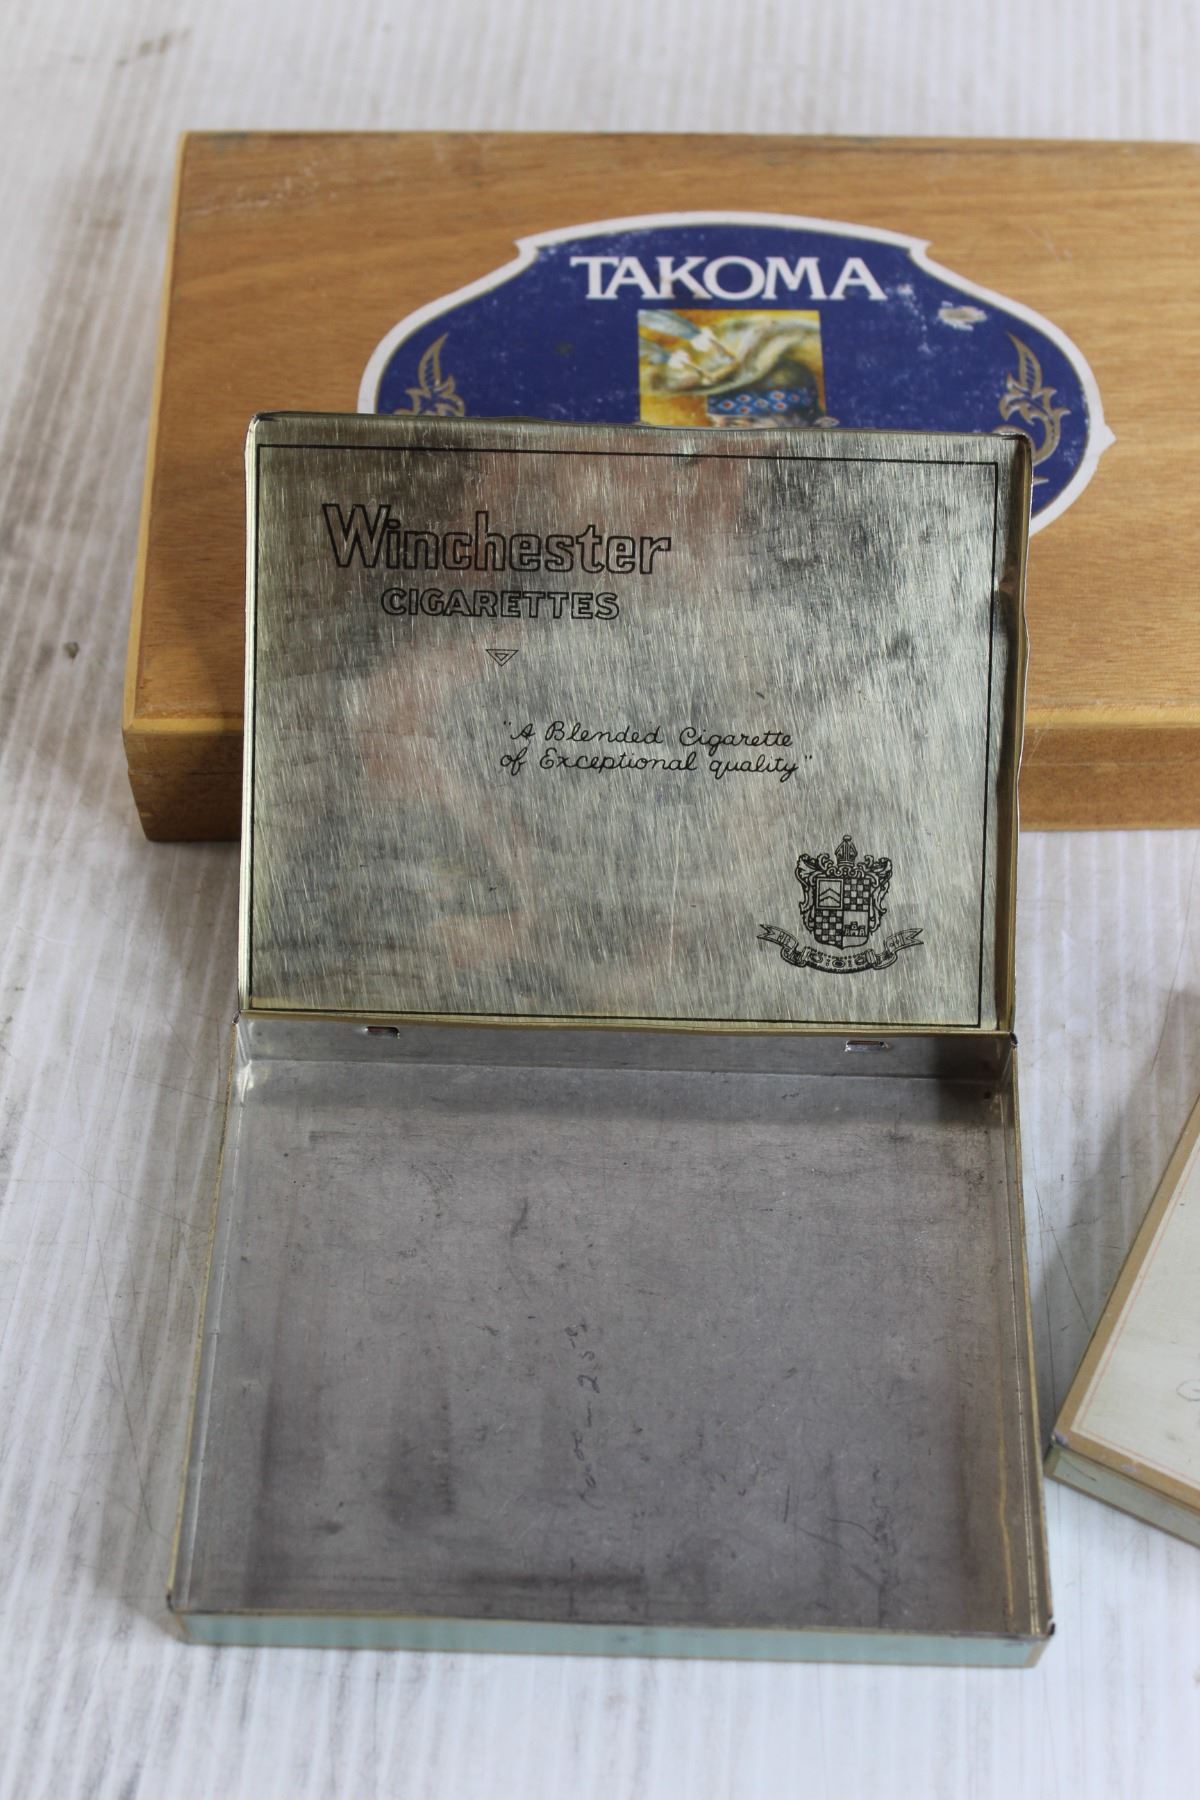 TAKOMA
Winchester
CIGARETTES
"A Blended Cigarette
of Exceptional quality"